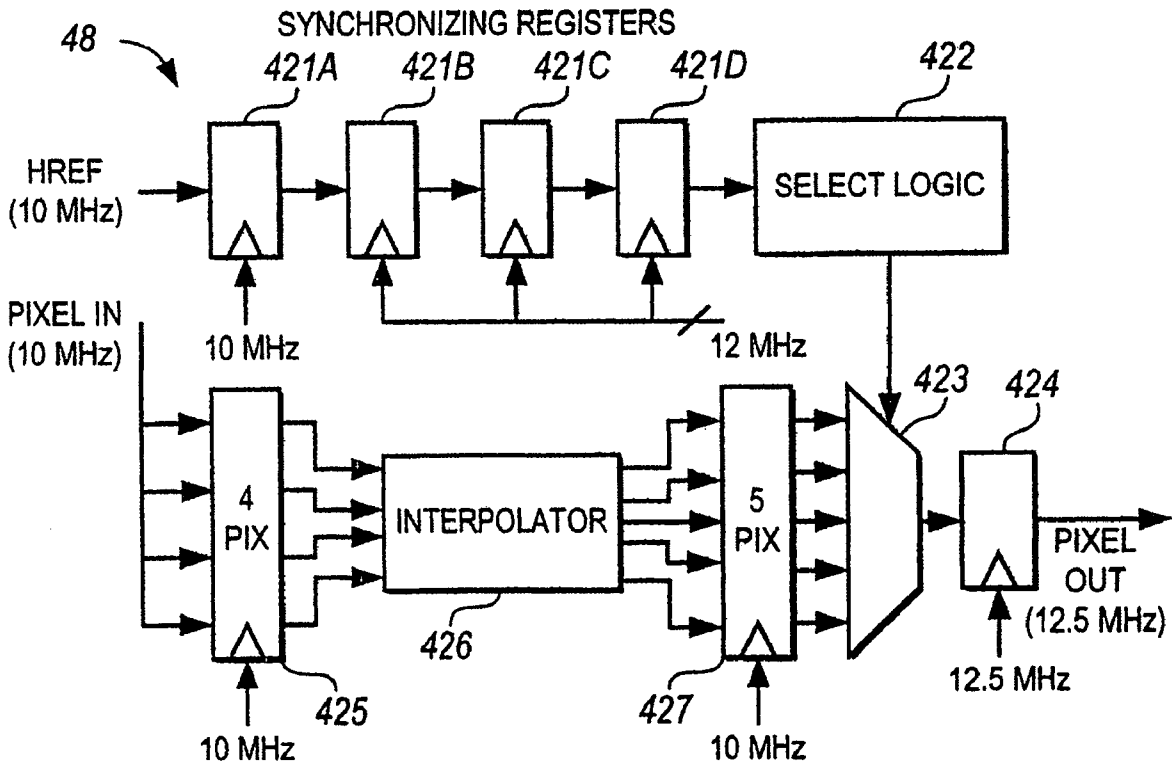 SYNCHRONIZING REGISTERS
48
421A
421B
421C
421D
422
HREF
(10 MHz)
SELECT LOGIC
PIXEL IN
(10 MHz)
10 MHz
12 MHz
423
424
4
PIX
INTERPOLATOR
5
PIX
PIXEL
OUT
(12.5 MHz)
426
425
427
12.5 MHz
10 MHz
10 MHz